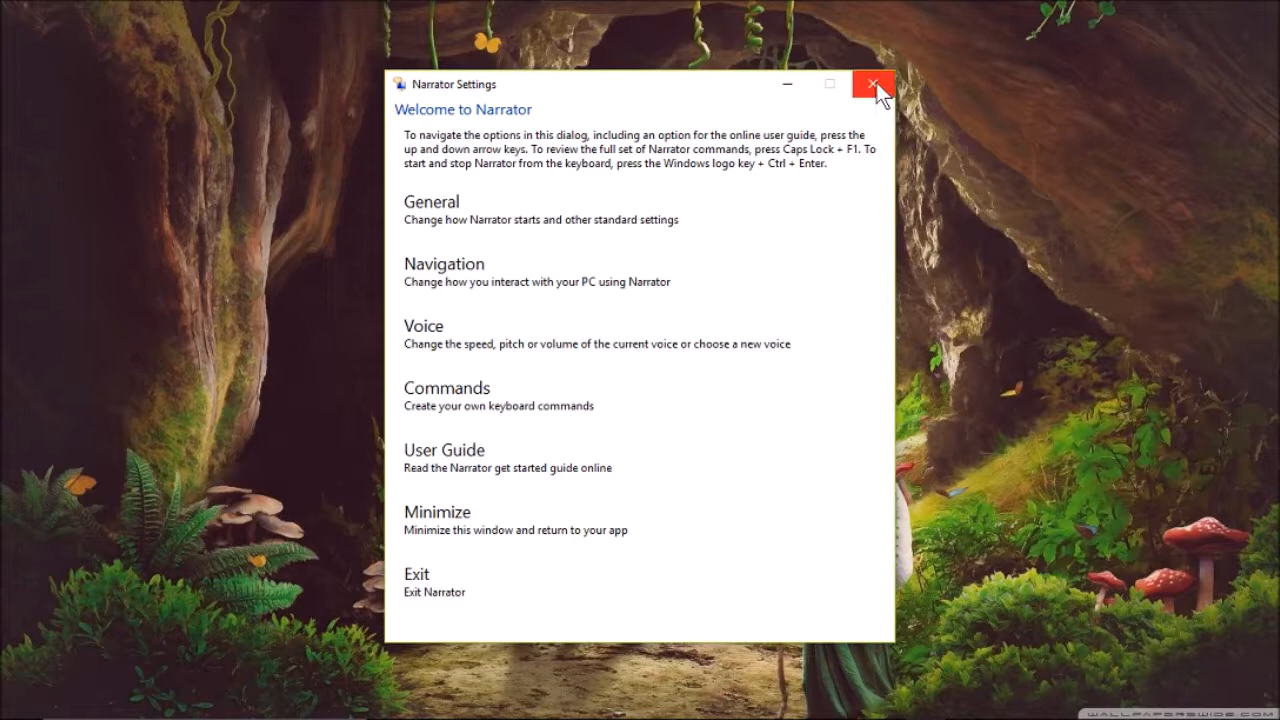 Narrator Settings
Welcome to Narrator
To navigate the options in this dialog, including an option for the online user guide, press the
up and down arrow keys. To review the full set of Narrator commands, press Caps Lock + F1. To
start and stop Narrator from the keyboard, press the Windows logo key + Ctrl + Enter.
General
Change how Narrator starts and other standard settings
Navigation
Change how you interact with your PC using Narrator
Voice
Change the speed, pitch or volume of the current voice or choose a new voice
Commands
Create your own keyboard commands
User Guide
Read the Narrator get started guide online
Minimize
Minimize this window and return to your app
Exit
Exit Narrator
WALLPAPERSWIDE.COM